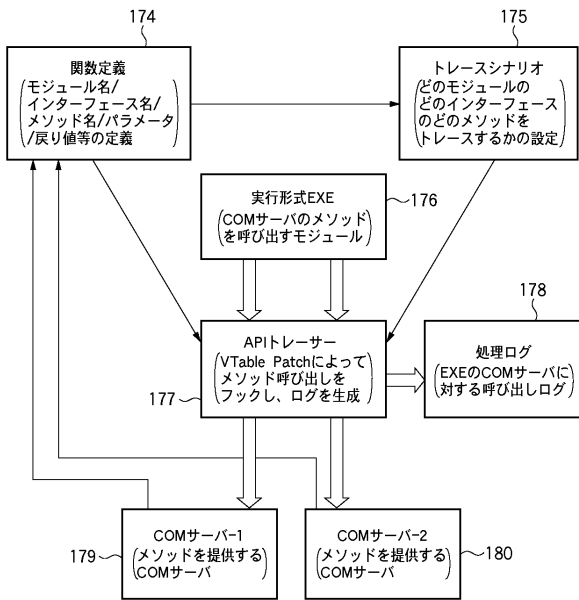 174
関数定義
モジュール名/
インターフェース名/
メソッド名/パラメータ
/戻り値等の定義
175
トレースシナリオ
どのモジュールの
どのインターフェース
のどのメソッドを
トレースするかの設定
実行形式EXE
COMサーバのメソッド
を呼び出すモジュール
176
APIトレーサー
VTable Patchによって
メソッド呼び出しを
フックし、ログを生成
177
178
処理ログ
EXEのCOMサーバに
対する呼び出しログ
COMサーバー-1
メソッドを提供する
COMサーバ
179
COMサーバー-2
メソッドを提供する
COMサーバ
180